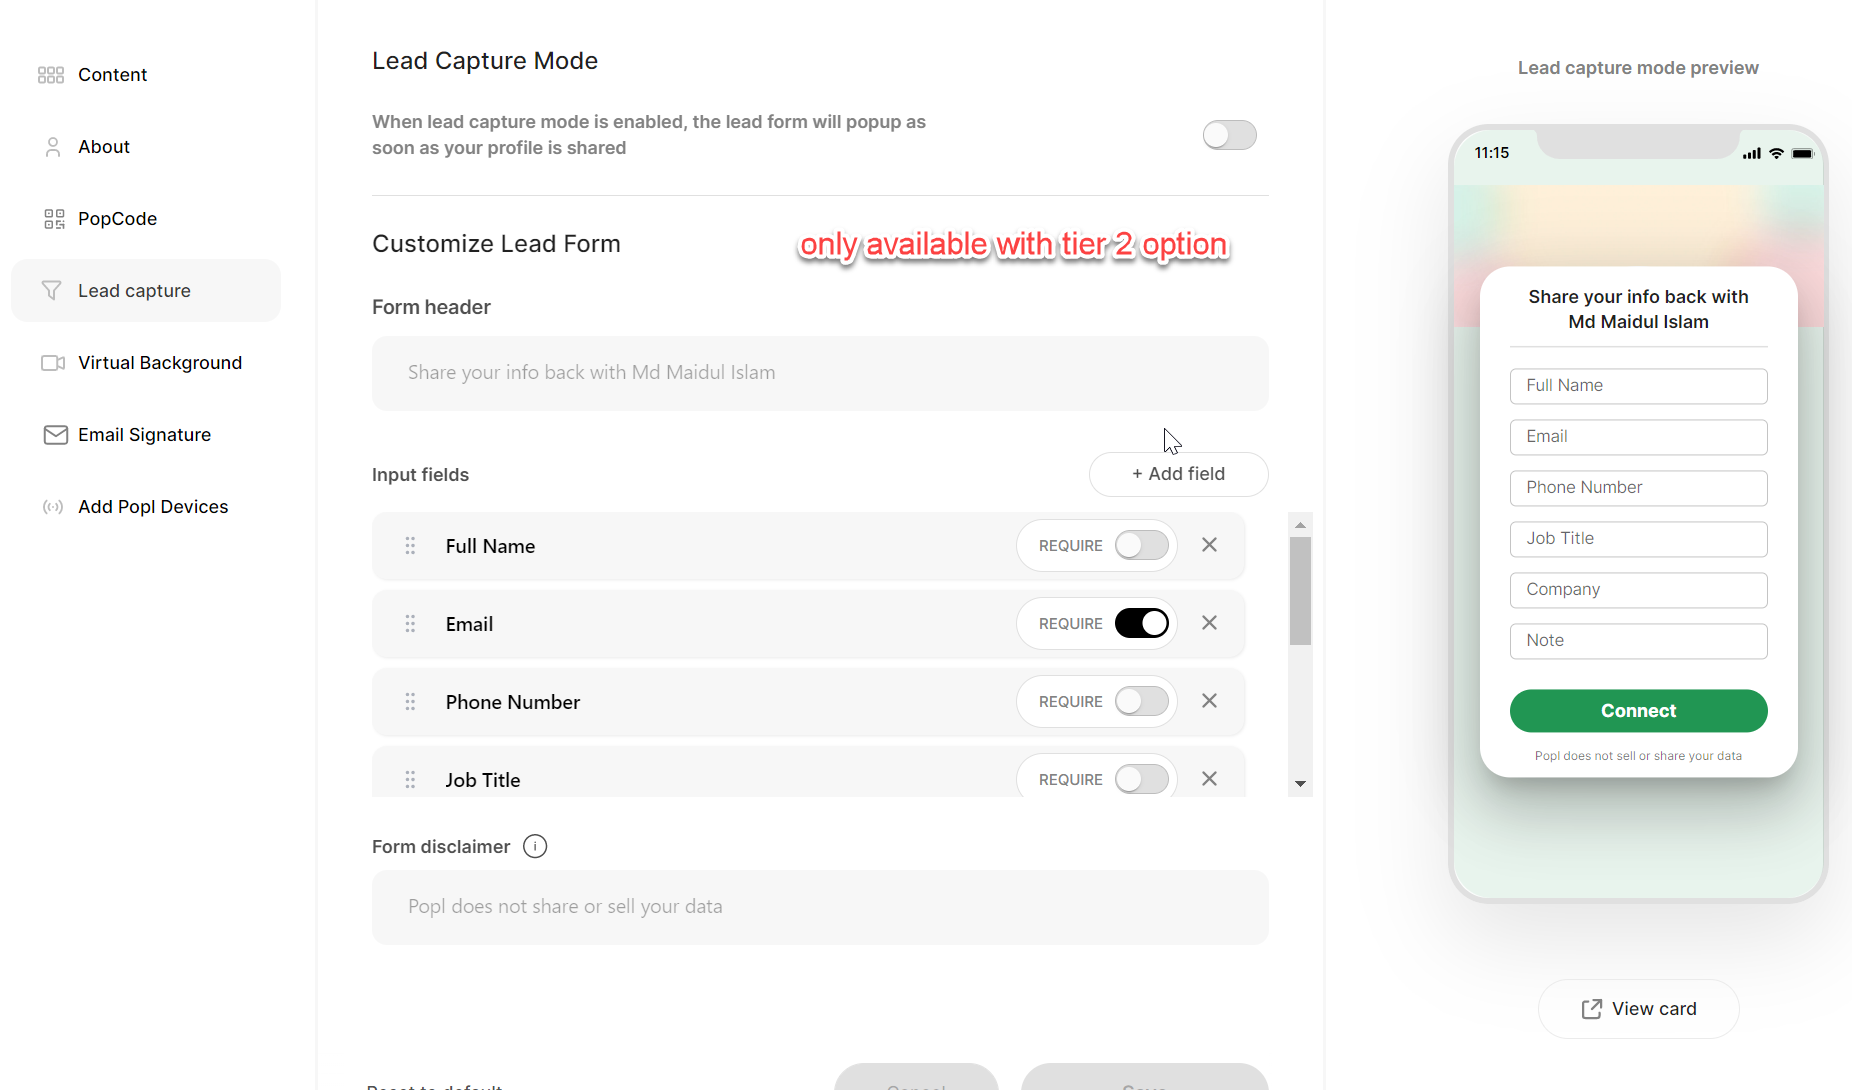 Content
About
PopCode
Lead capture
Virtual Background
Email Signature
Add Popl Devices
Lead Capture Mode
When lead capture mode is enabled, the lead form will popup as
soon as your profile is shared
Customize Lead Form
only available with tier 2 option
Form header
Share your info back with Md Maidul Islam
Input fields
+ Add field
Full Name
REQUIRE
Email
REQUIRE
Phone Number
REQUIRE
Job Title
REQUIRE
Form disclaimer
Popl does not share or sell your data
Reset to default
Cancel
Save
Lead capture mode preview
11:15
Share your info back with
Md Maidul Islam
Full Name
Email
Phone Number
Job Title
Company
Note
Connect
Popl does not sell or share your data
View card